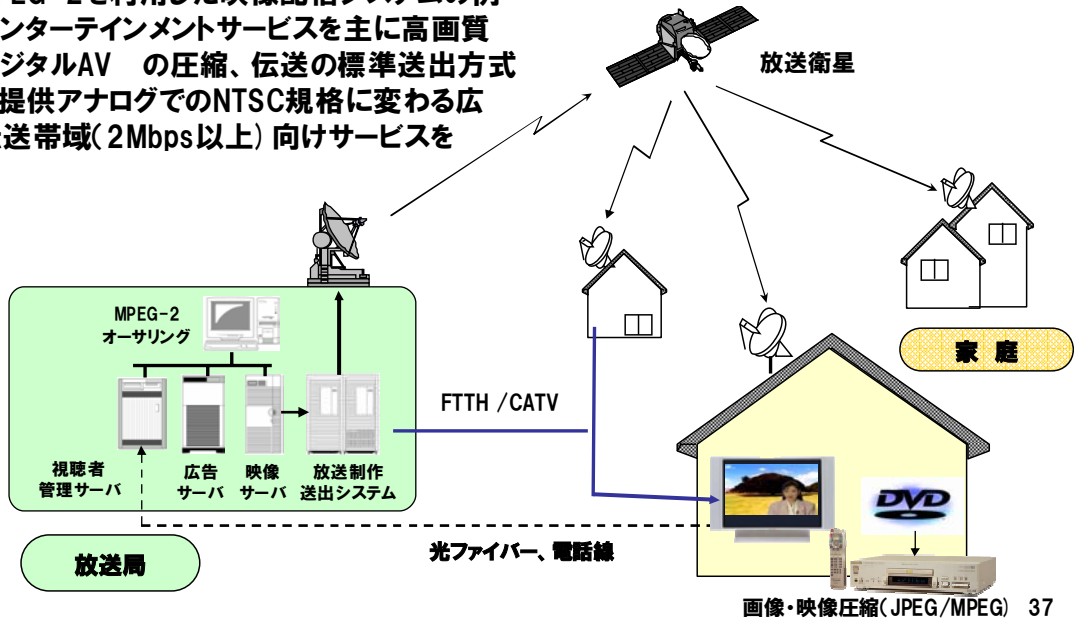 EG-2を利用した映像配信システムの例
ンターテインメントサービスを主に高画質
ジタルAV の圧縮、伝送の標準送出方式
提供アナログでのNTSC規格に変わる広
送帯域(2Mbps以上)向けサービスを
放送衛星
MPEG-2
オーサリング
家 庭
FTTH /CATV
視聴者
管理サーバ
広告
サーバ
映像
サーバ
放送制作
送出システム
DVD
光ファイバー、電話線
放送局
画像・映像圧縮(JPEG/MPEG) 37